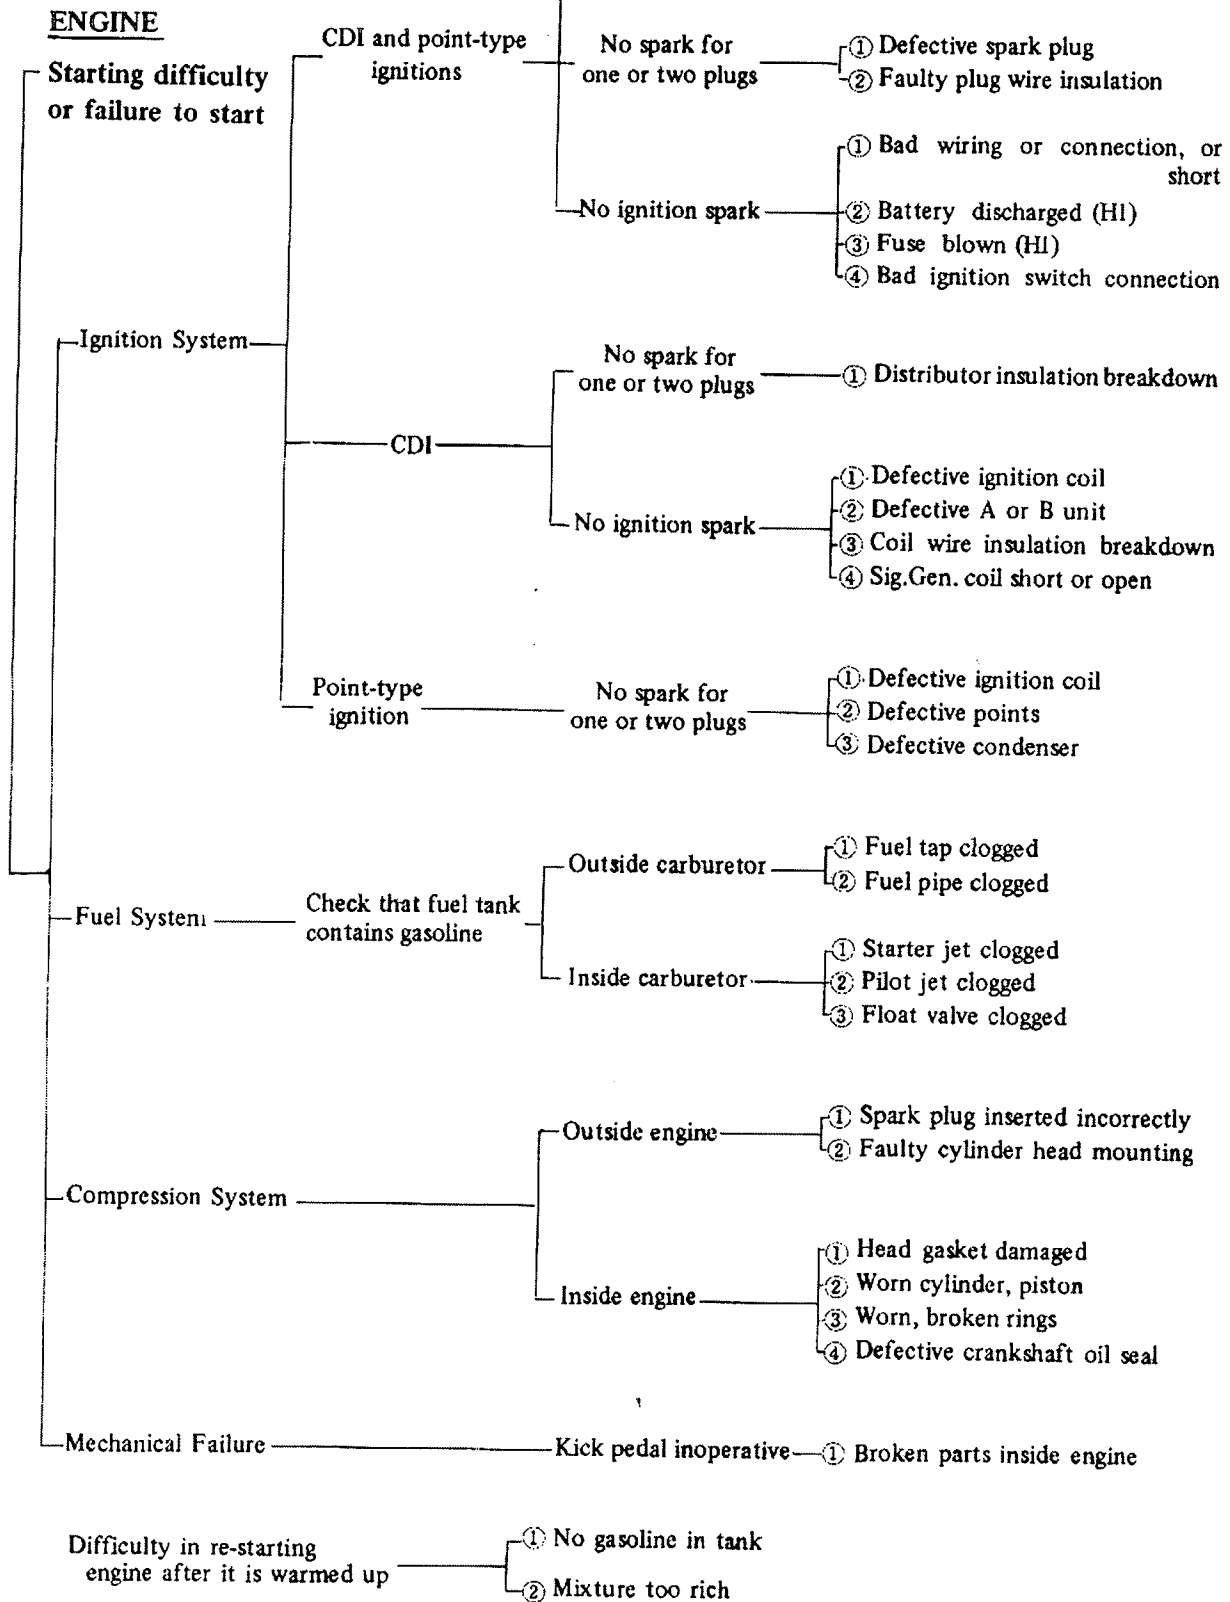 ENGINE
Starting difficulty
or failure to start
CDI and point-type
ignitions
No spark for
one or two plugs
① Defective spark plug
② Faulty plug wire insulation
No ignition spark
① Bad wiring or connection, or
short
② Battery discharged (H1)
③ Fuse blown (H1)
④ Bad ignition switch connection
Ignition System
CDI
No spark for
one or two plugs
① Distributor insulation breakdown
No ignition spark
① Defective ignition coil
② Defective A or B unit
③ Coil wire insulation breakdown
④ Sig.Gen. coil short or open
Point-type
ignition
No spark for
one or two plugs
① Defective ignition coil
② Defective points
③ Defective condenser
Fuel System
Check that fuel tank
contains gasoline
Outside carburetor
① Fuel tap clogged
② Fuel pipe clogged
Inside carburetor
① Starter jet clogged
② Pilot jet clogged
③ Float valve clogged
Compression System
Outside engine
① Spark plug inserted incorrectly
② Faulty cylinder head mounting
Inside engine
① Head gasket damaged
② Worn cylinder, piston
③ Worn, broken rings
④ Defective crankshaft oil seal
Mechanical Failure
Kick pedal inoperative
① Broken parts inside engine
Difficulty in re-starting
engine after it is warmed up
① No gasoline in tank
② Mixture too rich